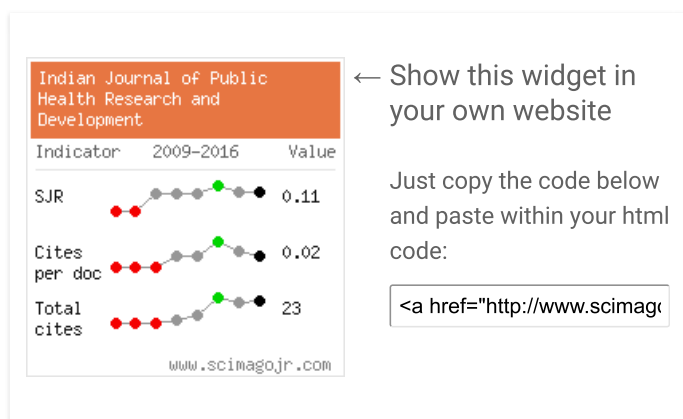 Indian Journal of Public
Health Research and
Development
Indicator 2009-2016 Value
SJR 0.11
Cites
per doc 0.02
Total
cites 23
www.scimagojr.com
← Show this widget in
your own website
Just copy the code below
and paste within your html
code:
<a href="http://www.scimago